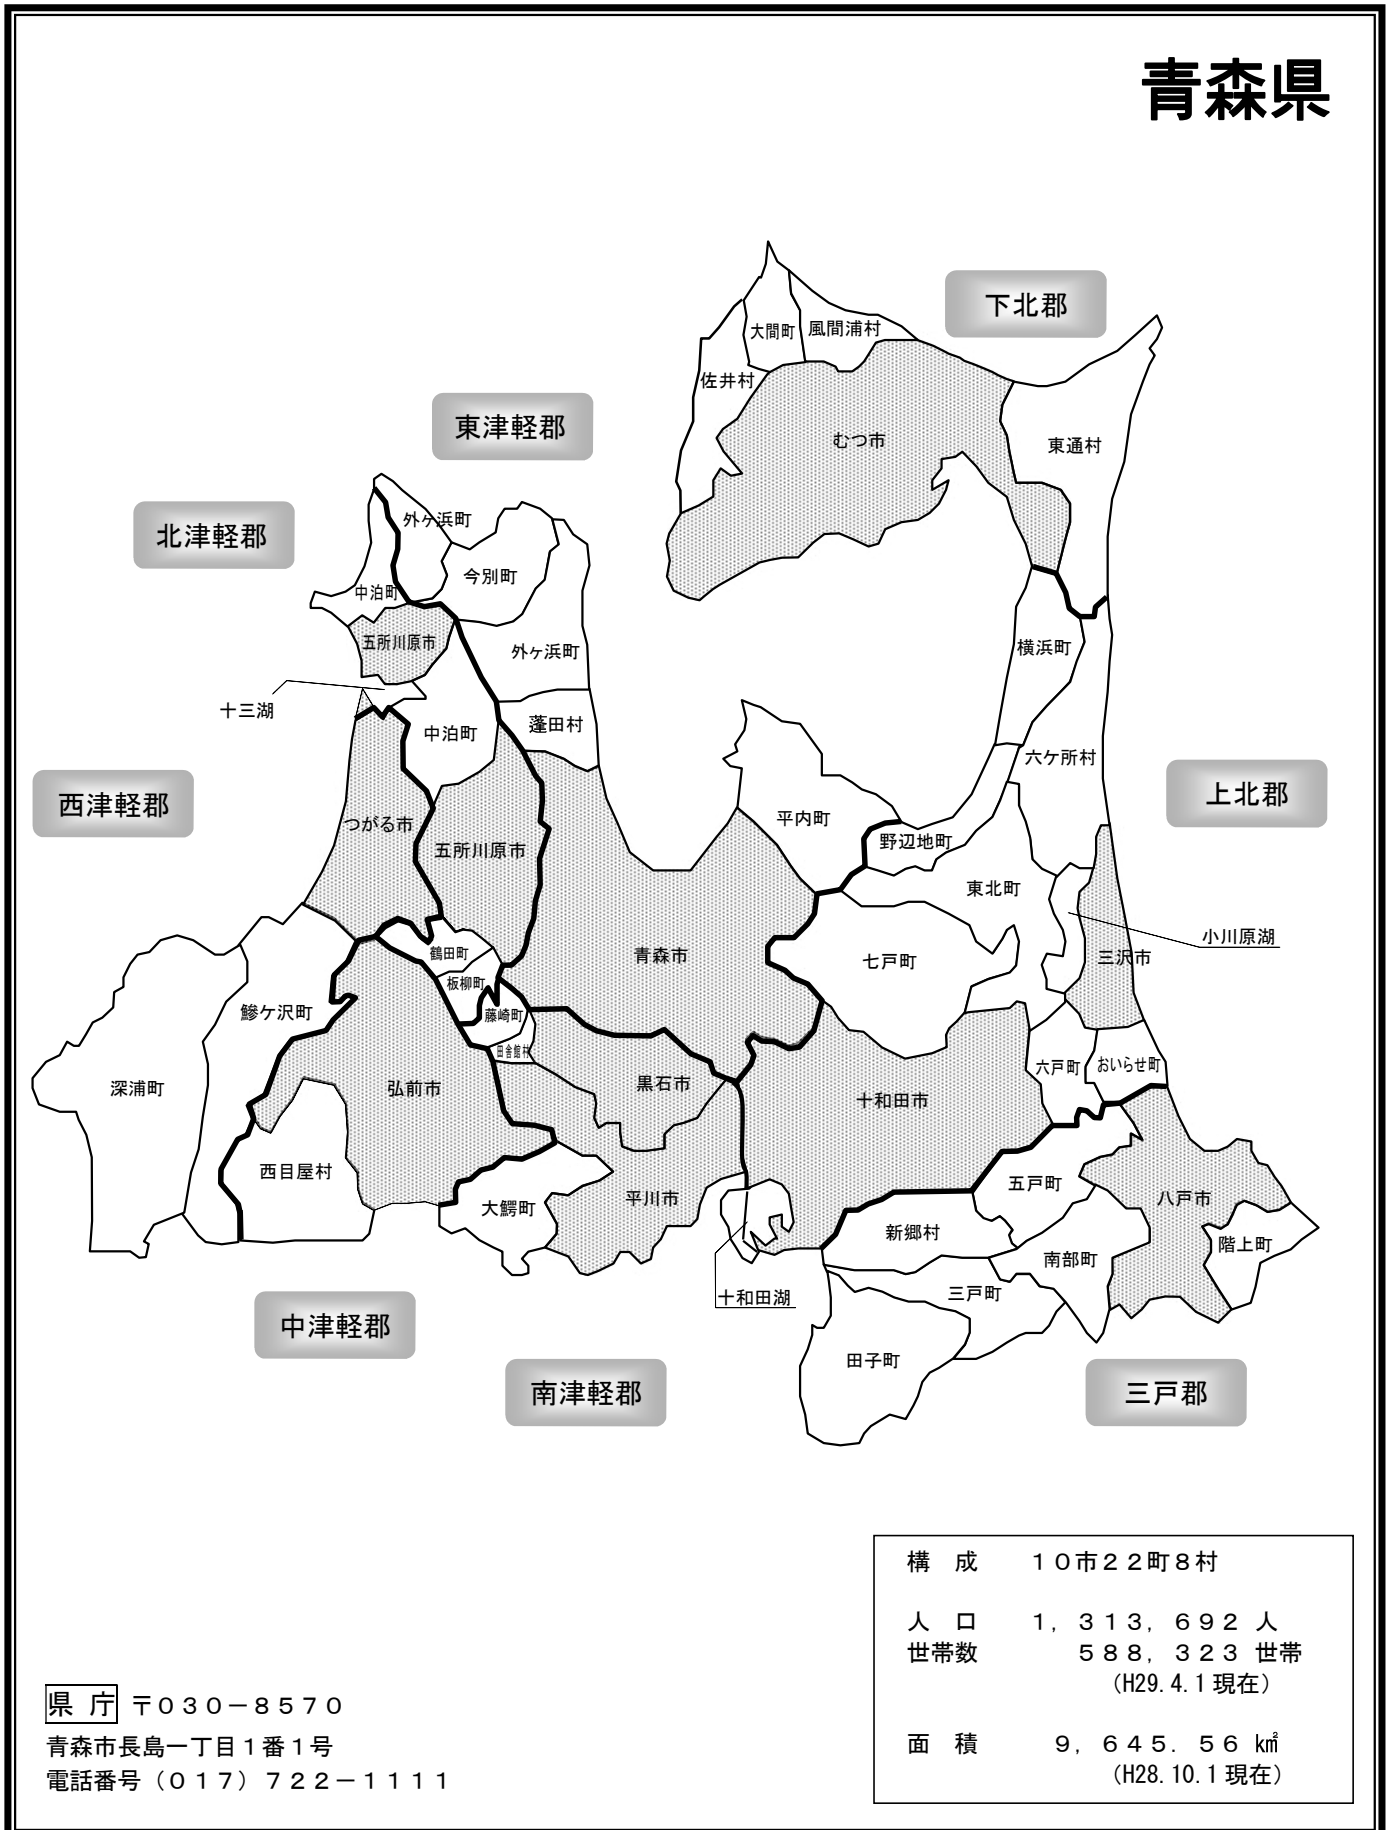 青森県
下北郡
大間町
風間浦村
佐井村
むつ市
東通村
東津軽郡
北津軽郡
外ヶ浜町
今別町
中泊町
五所川原市
外ヶ浜町
横浜町
十三湖
中泊町
蓬田村
六ケ所村
西津軽郡
上北郡
つがる市
五所川原市
平内町
野辺地町
東北町
小川原湖
鶴田町
青森市
七戸町
三沢市
板柳町
鰺ケ沢町
藤崎町
田舎館村
深浦町
弘前市
黒石市
十和田市
六戸町
おいらせ町
西目屋村
大鰐町
平川市
五戸町
八戸市
新郷村
南部町
階上町
十和田湖
三戸町
中津軽郡
田子町
南津軽郡
三戸郡
構　成　１０市２２町８村
人　口　１，３１３，６９２ 人
世帯数　５８８，３２３ 世帯
（H29.4.1 現在）
面　積　９，６４５．５６ ㎢
（H28.10.1 現在）
県 庁 〒０３０－８５７０
青森市長島一丁目１番１号
電話番号（０１７）７２２－１１１１